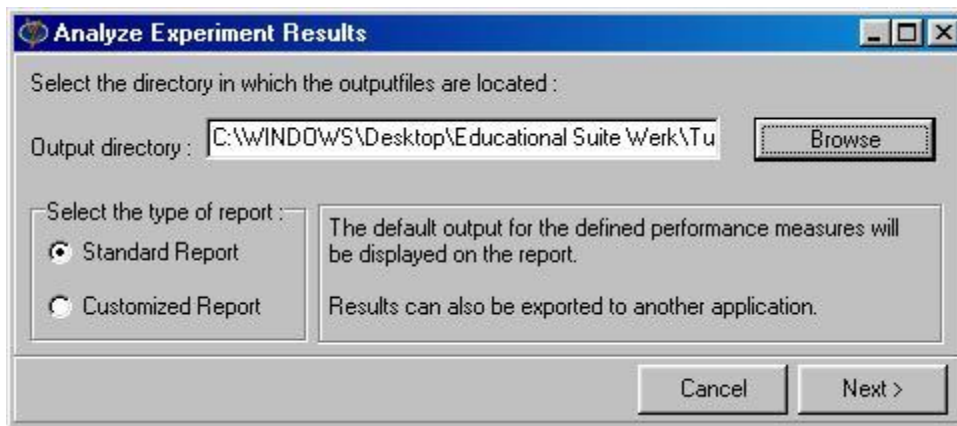 Analyze Experiment Results
Select the directory in which the outputfiles are located :
Output directory : C:\WINDOWS\Desktop\Educational Suite Werk\Tu
Browse
Select the type of report :
Standard Report
Customized Report
The default output for the defined performance measures will
be displayed on the report.
Results can also be exported to another application.
Cancel
Next >